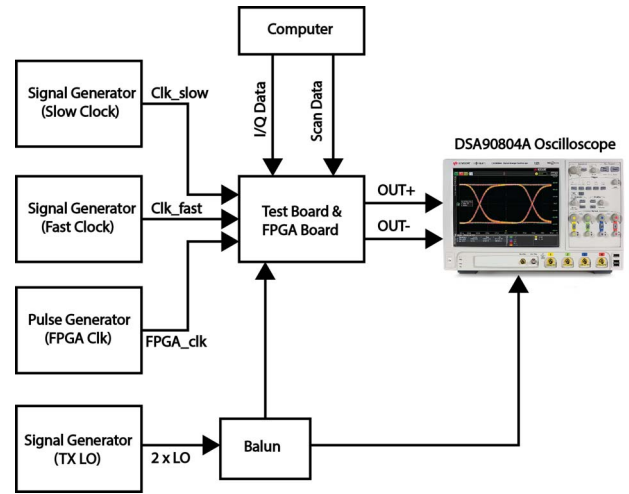 Computer
Signal Generator
(Slow Clock)
Clk_slow
I/Q Data
Scan Data
DSA90804A Oscilloscope
Signal Generator
(Fast Clock)
Clk_fast
Test Board &
FPGA Board
OUT+
OUT-
Pulse Generator
(FPGA Clk)
FPGA_clk
Signal Generator
(TX LO)
2 x LO
Balun